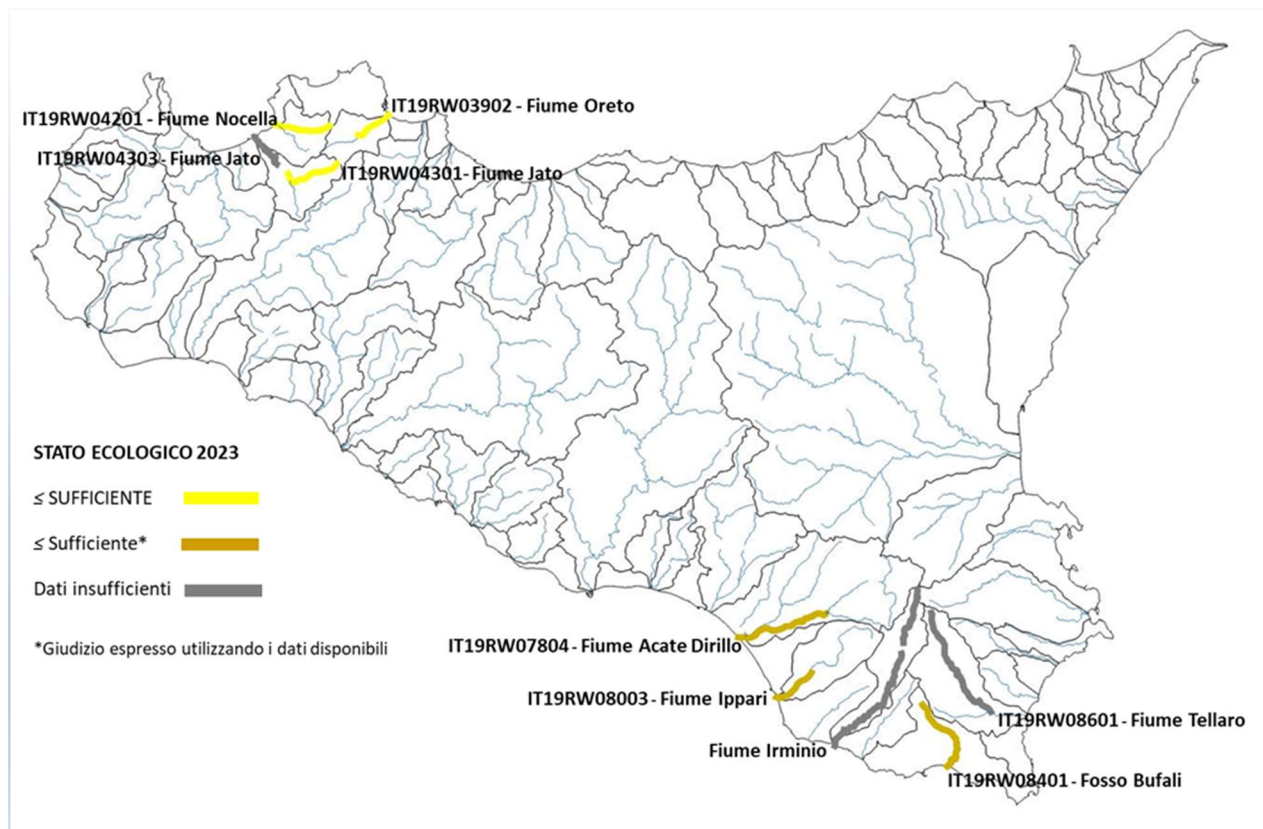 IT19RW03902 - Fiume Oreto
IT19RW04201 - Fiume Nocella
IT19RW04303 - Fiume Jato
IT19RW04301- Fiume Jato
STATO ECOLOGICO 2023
≤ SUFFICIENTE
≤ Sufficiente*
Dati insufficienti
*Giudizio espresso utilizzando i dati disponibili
IT19RW07804 - Fiume Acate Dirillo
IT19RW08003 - Fiume Ippari
IT19RW08601 - Fiume Tellaro
Fiume Irminio
IT19RW08401 - Fosso Bufali